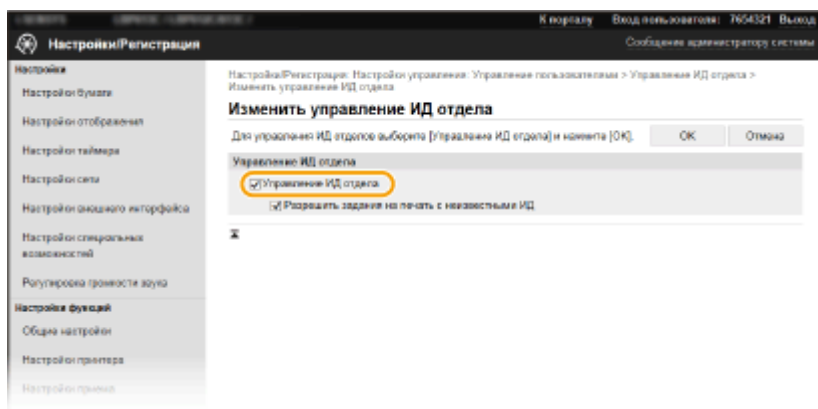 К порталу Вход пользователя: 7654321 Выход
Настройки/Регистрация
Сообщение администратору системы
Настройки
Настройки бумаги
Настройки отображения
Настройки таймера
Настройки сети
Настройки внешнего интерфейса
Настройки специальных
возможностей
Регулировка громкости звука
Настройки функций
Общие настройки
Настройки принтера
Настройки приема
Настройки/Регистрация: Настройки управления: Управление пользователями > Управление ИД отдела >
Изменить управление ИД отдела
Изменить управление ИД отдела
Для управления ИД отделов выберите [Управление ИД отдела] и нажмите [OK].
OK
Отмена
Управление ИД отдела
Управление ИД отдела
Разрешить задания на печать с неизвестными ИД